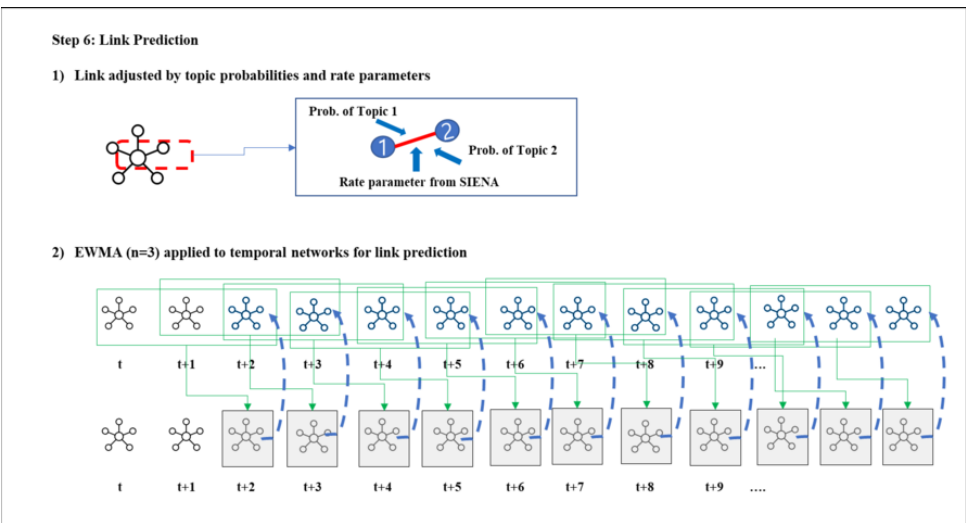 Step 6: Link Prediction
1) Link adjusted by topic probabilities and rate parameters
Prob. of Topic 1
1 2
Prob. of Topic 2
Rate parameter from SIENA
2) EWMA (n=3) applied to temporal networks for link prediction
t t+1 t+2 t+3 t+4 t+5 t+6 t+7 t+8 t+9 ...
t t+1 t+2 t+3 t+4 t+5 t+6 t+7 t+8 t+9 ....